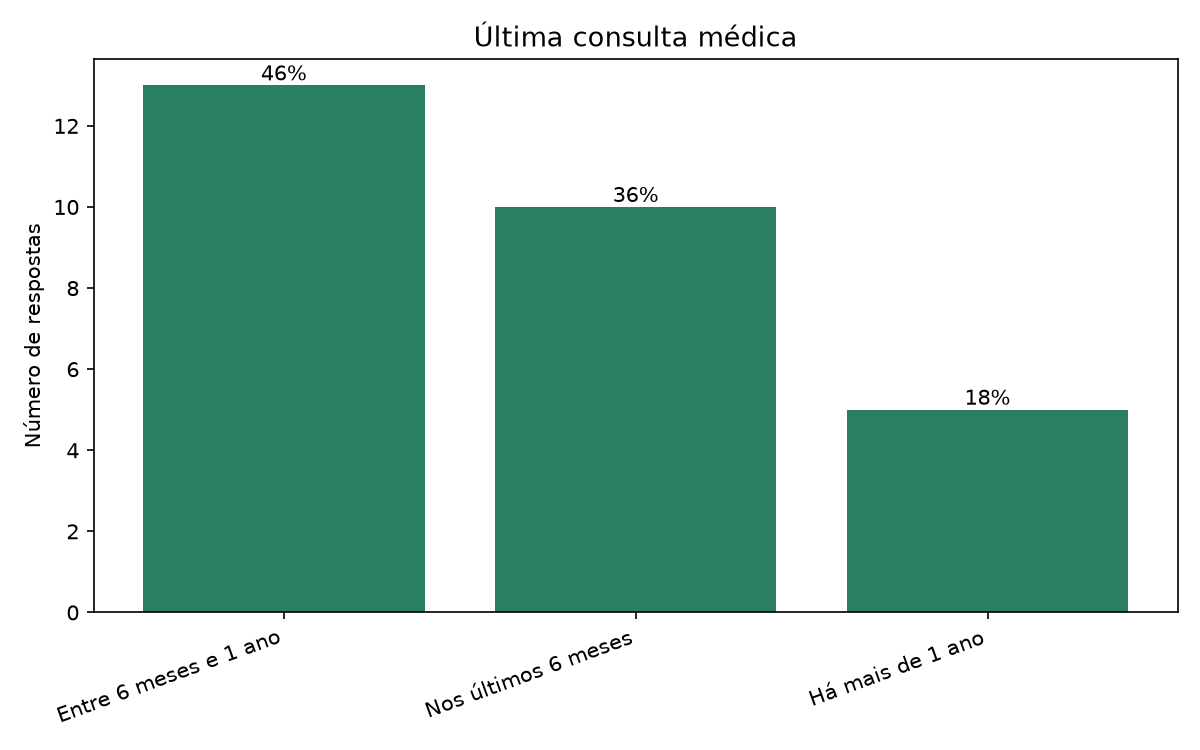 Última consulta médica
46%
36%
18%
Número de respostas
12
10
8
6
4
2
0
Entre 6 meses e 1 ano
Nos últimos 6 meses
Há mais de 1 ano